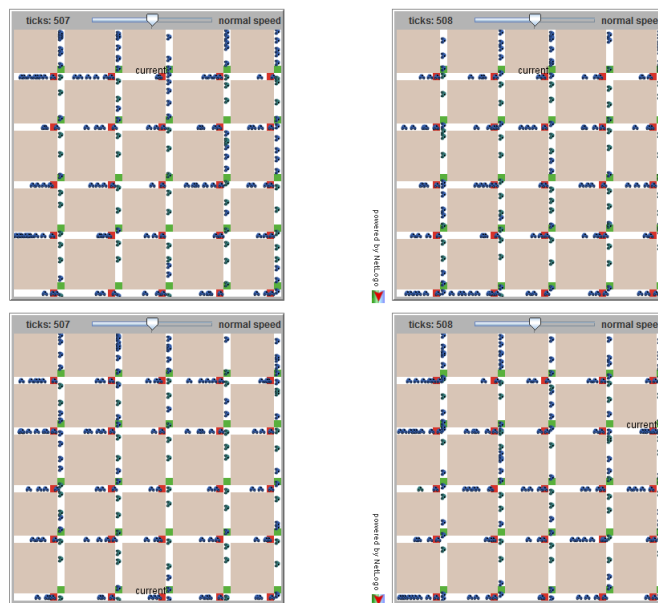 ticks: 507 normal speed
current
ticks: 508 normal speed
current
powered by NetLogo
ticks: 507 normal speed
current
ticks: 508 normal speed
current
powered by NetLogo